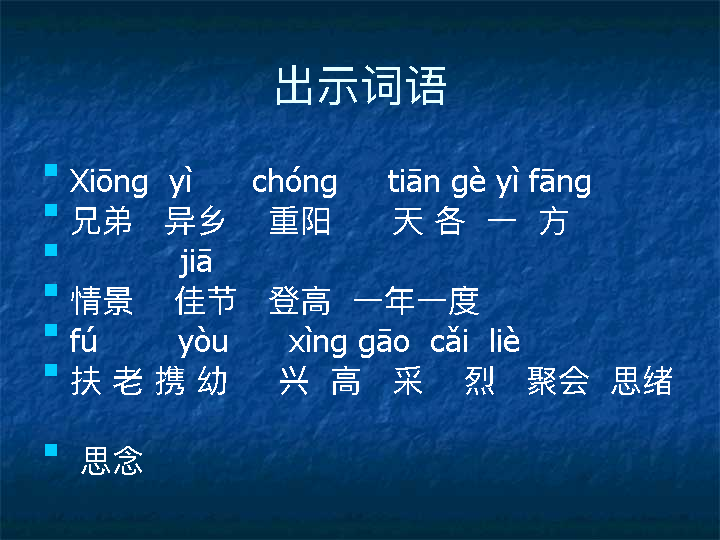 出示词语
Xiōng yì chóng tiān gè yì fāng
兄弟 异乡 重阳 天 各 一 方
jiā
情景 佳节 登高 一年一度
fú yòu xìng gāo cǎi liè
扶 老 携 幼 兴 高 采 烈 聚会 思绪
思念